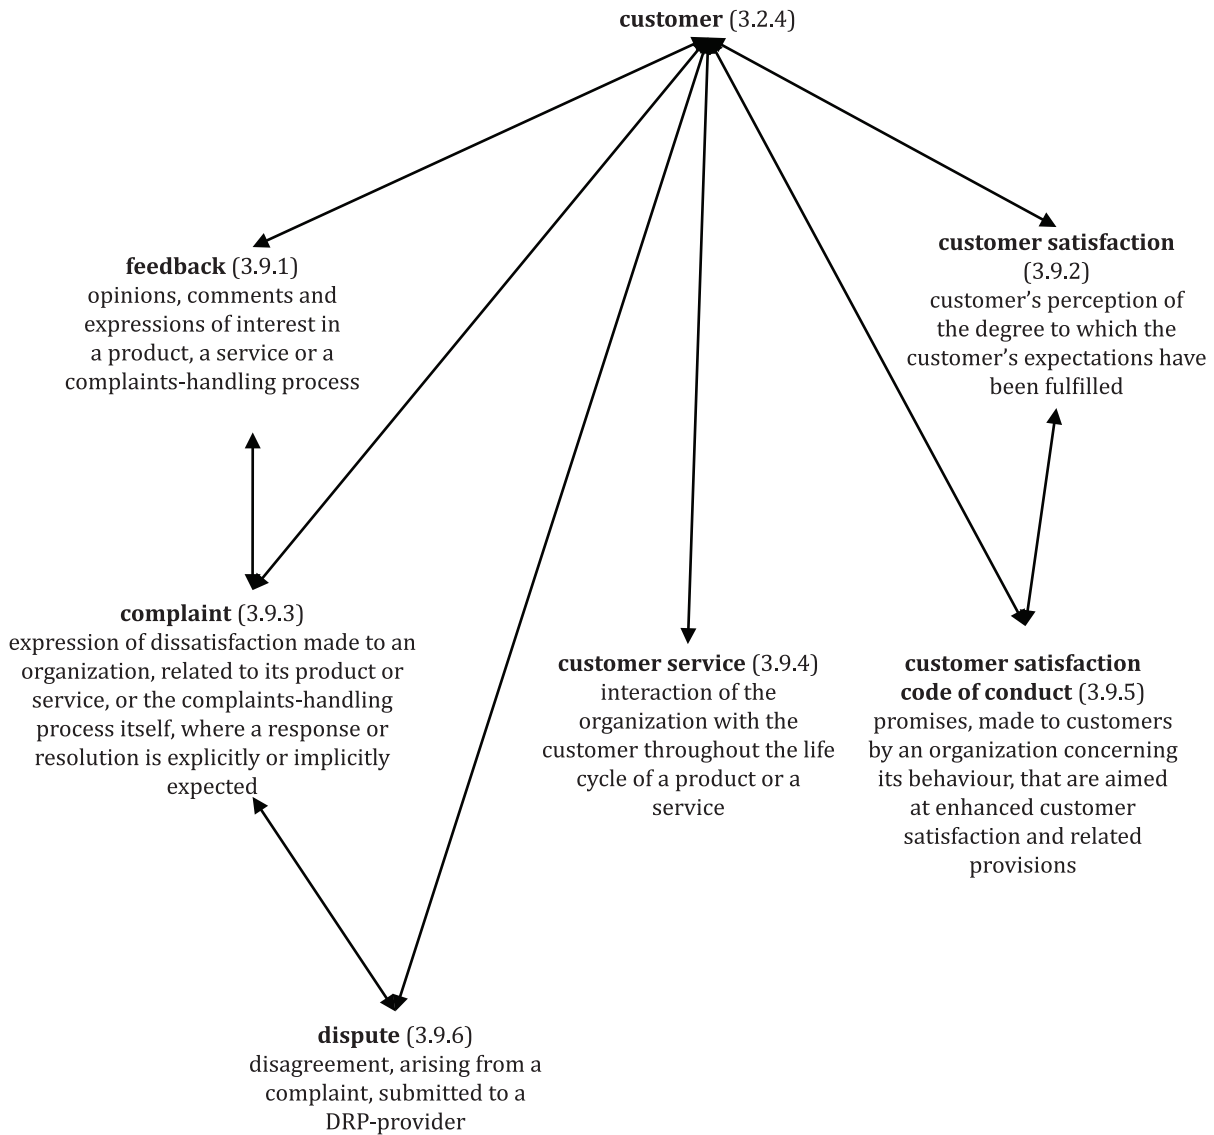 customer (3.2.4)
feedback (3.9.1)
opinions, comments and
expressions of interest in
a product, a service or a
complaints-handling process
customer satisfaction
(3.9.2)
customer’s perception of
the degree to which the
customer’s expectations have
been fulfilled
complaint (3.9.3)
expression of dissatisfaction made to an
organization, related to its product or
service, or the complaints-handling
process itself, where a response or
resolution is explicitly or implicitly
expected
customer service (3.9.4)
interaction of the
organization with the
customer throughout the life
cycle of a product or a
service
customer satisfaction
code of conduct (3.9.5)
promises, made to customers
by an organization concerning
its behaviour, that are aimed
at enhanced customer
satisfaction and related
provisions
dispute (3.9.6)
disagreement, arising from a
complaint, submitted to a
DRP-provider